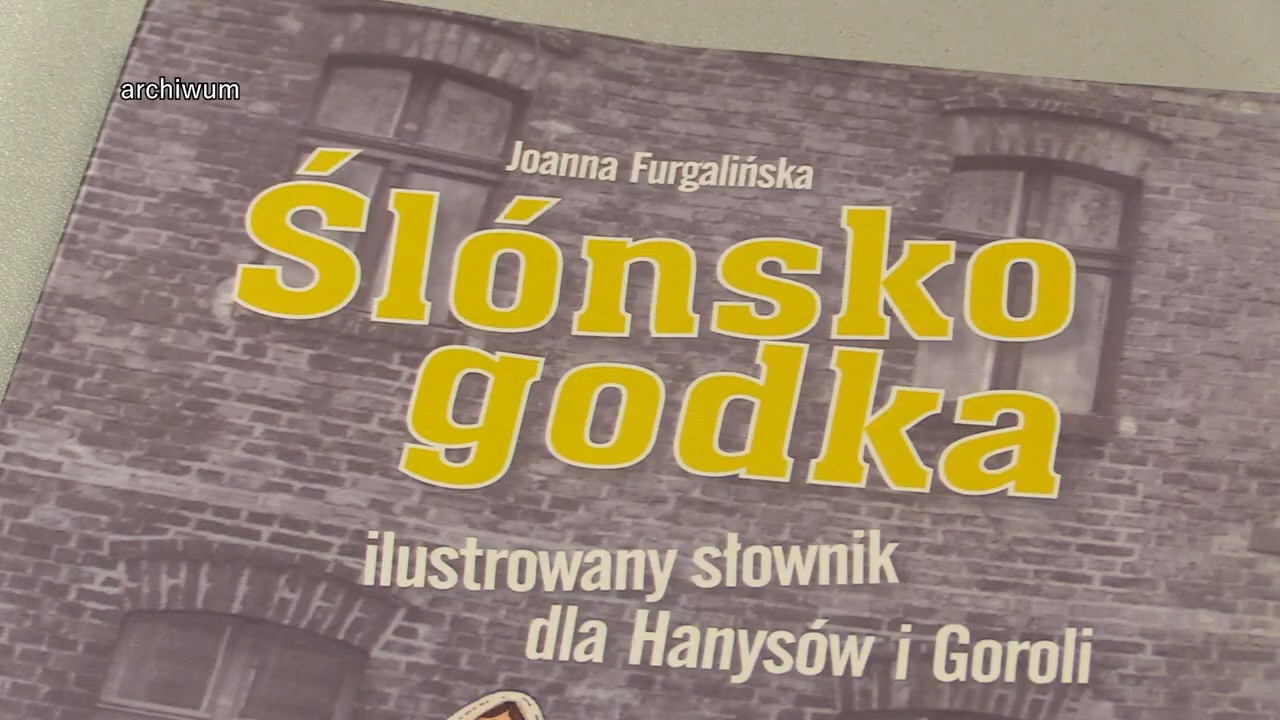 archiwum
Joanna Furgalińska
Ślónsko
godka
ilustrowany słownik
dla Hanysów i Goroli